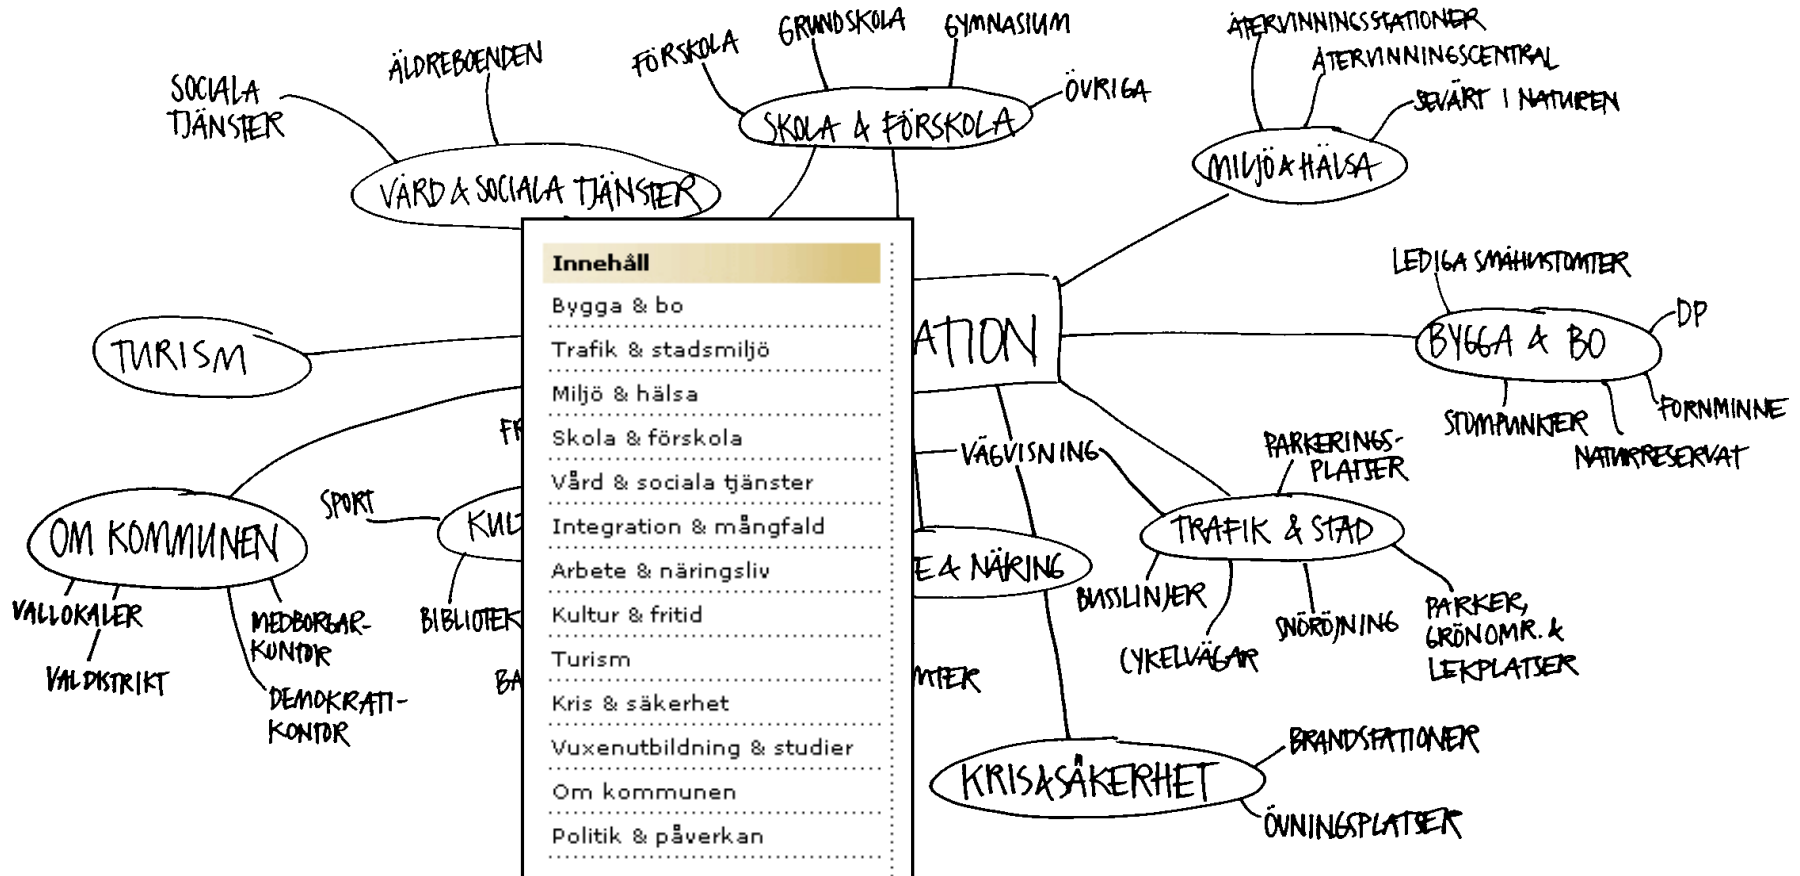 SOCIALA
TJÄNSTER
ÄLDREBOENDEN
VÅRD & SOCIALA TJÄNSTER
FÖRSKOLA
GRUNDSKOLA
GYMNASIUM
ÖVRIGA
SKOLA & FÖRSKOLA
ÅTERVINNINGSSTATIONER
ÅTERVINNINGSCENTRAL
SEVÄRT I NATUREN
MILJÖ & HÄLSA
LEDIGA SMÅHUSTOMTER
DP
BYGGA & BO
STOMPUNKTER
FORNMINNE
NATURRESERVAT
TURISM
ATION
Innehåll
Bygga & bo
Trafik & stadsmiljö
Miljö & hälsa
Skola & förskola
Vård & sociala tjänster
Integration & mångfald
Arbete & näringsliv
Kultur & fritid
Turism
Kris & säkerhet
Vuxenutbildning & studier
Om kommunen
Politik & påverkan
OM KOMMUNEN
VALLOKALER
VALDISTRIKT
MEDBORGAR-
KONTOR
DEMOKRATI-
KONTOR
FR
SPORT
KUL
BIBLIOTEK
BA
VÄGVISNING
E & NÄRING
MTER
PARKERINGS-
PLATSER
TRAFIK & STAD
BUSSLINJER
CYKELVÄGAR
SNÖRÖJNING
PARKER,
GRÖNOMR. &
LEKPLATSER
KRIS & SÄKERHET
BRANDSTATIONER
ÖVNINGSPLATSER